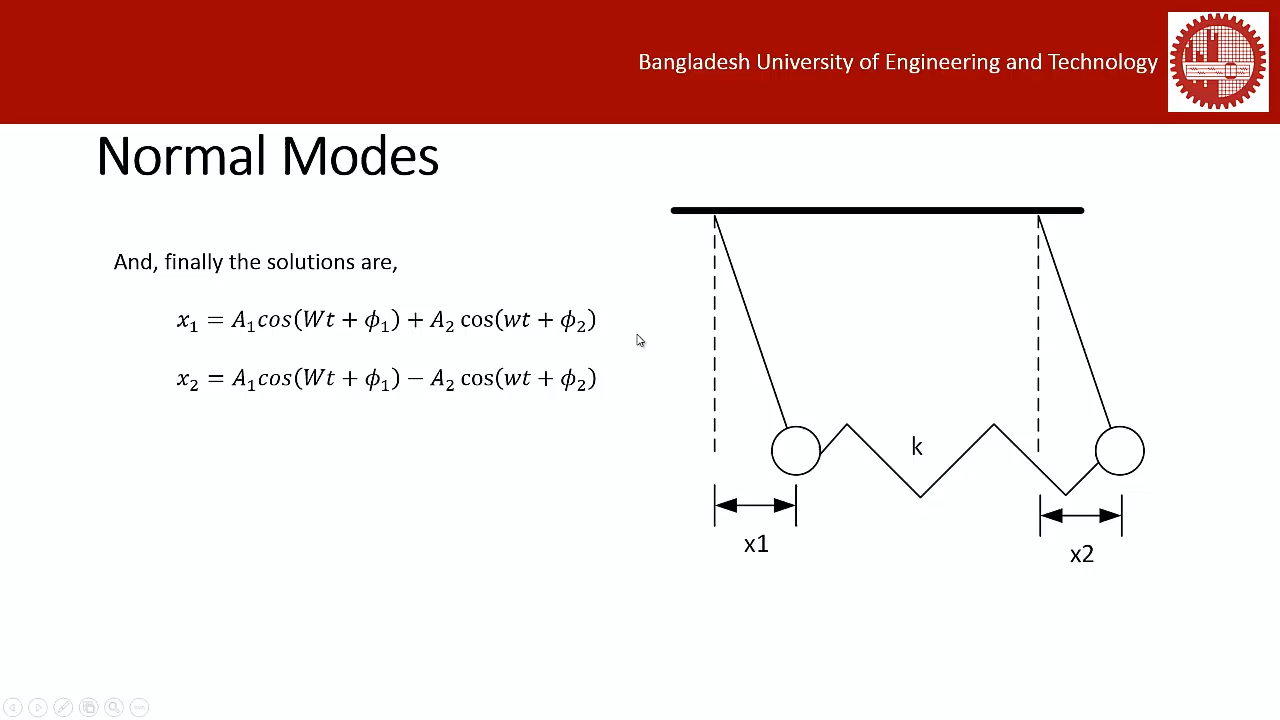 Bangladesh University of Engineering and Technology
Normal Modes
And, finally the solutions are,
x₁ = A₁cos(Wt + ϕ₁) + A₂ cos(wt + ϕ₂)
x₂ = A₁cos(Wt + ϕ₁) − A₂ cos(wt + ϕ₂)
k
x1
x2